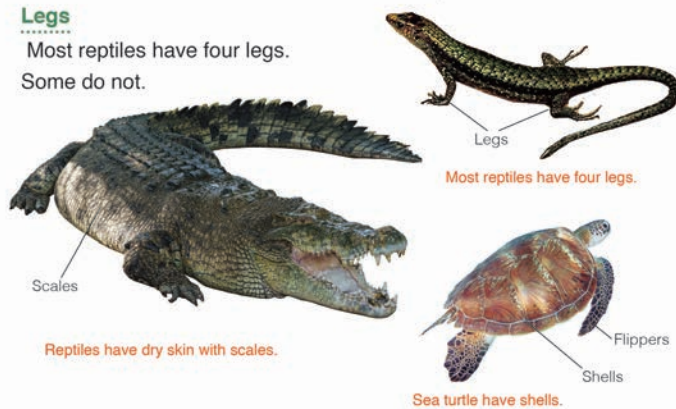 Legs
Most reptiles have four legs.
Some do not.
Legs
Most reptiles have four legs.
Scales
Reptiles have dry skin with scales.
Flippers
Shells
Sea turtle have shells.